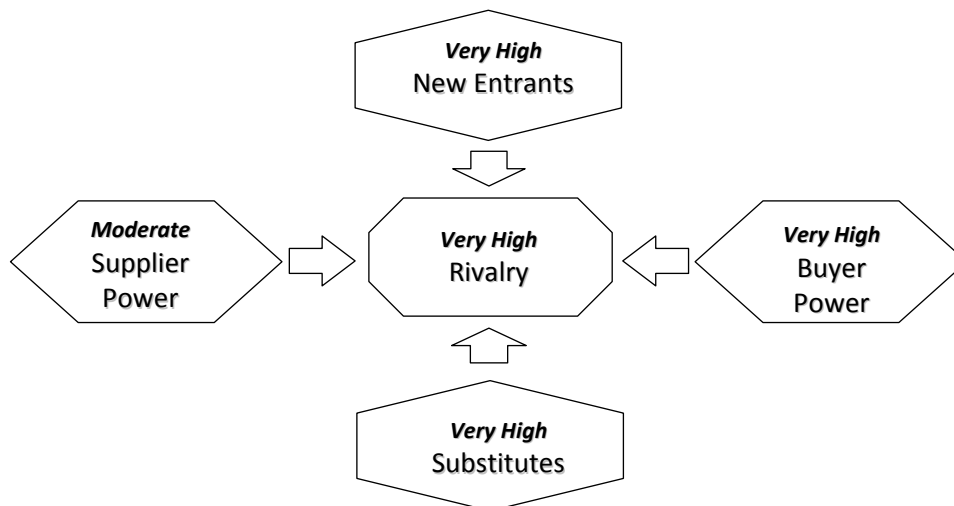 Very High
New Entrants
Moderate
Supplier
Power
Very High
Rivalry
Very High
Buyer
Power
Very High
Substitutes